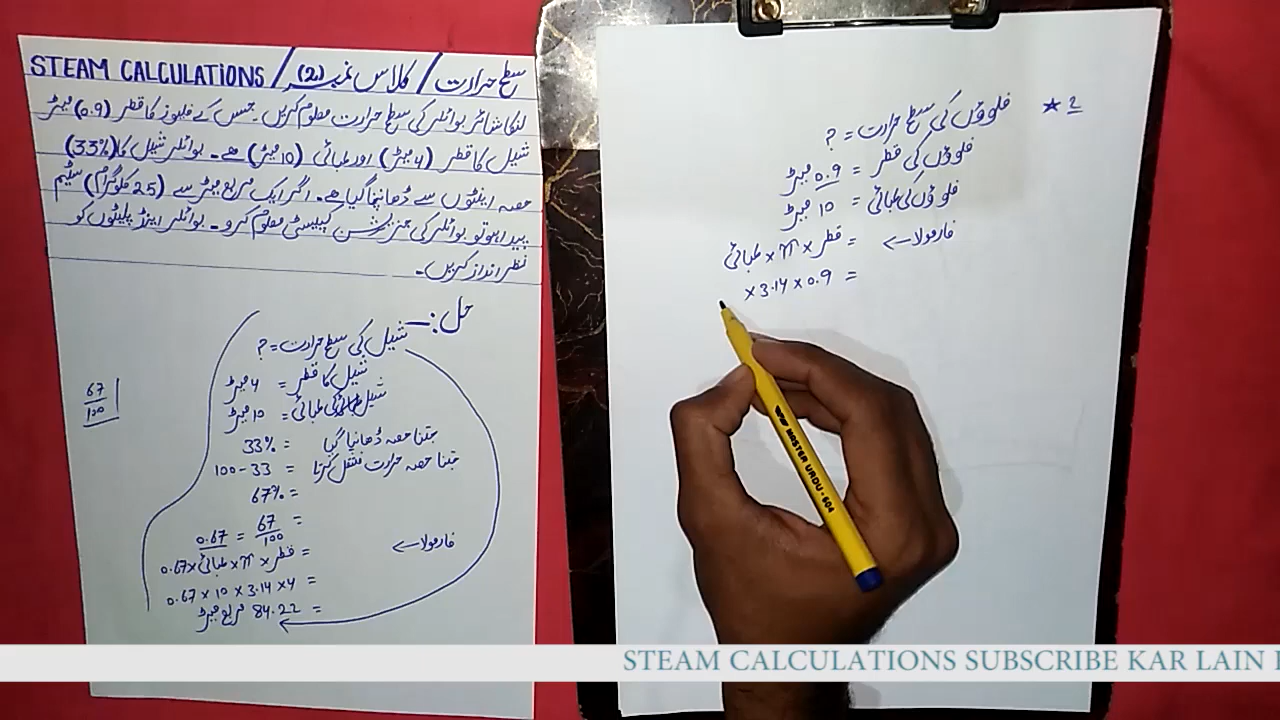 STEAM CALCULATIONS / سطح حرارت / کلاس نمبر (2)
لنکا شائر بوائلر کی سطح حرارت معلوم کریں۔ جس کے فلیوز کا قطر (0.9) میٹر
شیل کا قطر (4 میٹر) اور لمبائی (10 میٹر) ہے۔ بوائلر شیل کا (33%)
حصہ اینٹوں سے ڈھانپا گیا ہے۔ اگر ایک مربع میٹر سے (25 کلوگرام) سٹیم
پیدا ہو تو بوائلر کی جنریشن کپیسٹی معلوم کرو۔ بوائلر اینڈ پلیٹوں کو
نظر انداز کریں۔
حل:-
شیل کی سطح حرارت = ?
شیل کا قطر = 4 میٹر
شیل کی لمبائی = 10 میٹر
جتنا حصہ ڈھانپا گیا = 33%
جتنا حصہ حرارت منتقل کرتا = 100-33
= 67%
= 67/100 = 0.67
فارمولا ← = قطر × π × لمبائی × 0.67
= 4 × 3.14 × 10 × 0.67
= 84.22 مربع میٹر
67/100
★ 2
فلوؤں کی سطح حرارت = ?
فلوؤں کی قطر = 0.9 میٹر
فلوؤں کی لمبائی = 10 میٹر
فارمولا ← = قطر × π × لمبائی
= 0.9 × 3.14 ×
MASTER URDU-604
STEAM CALCULATIONS SUBSCRIBE KAR LAIN